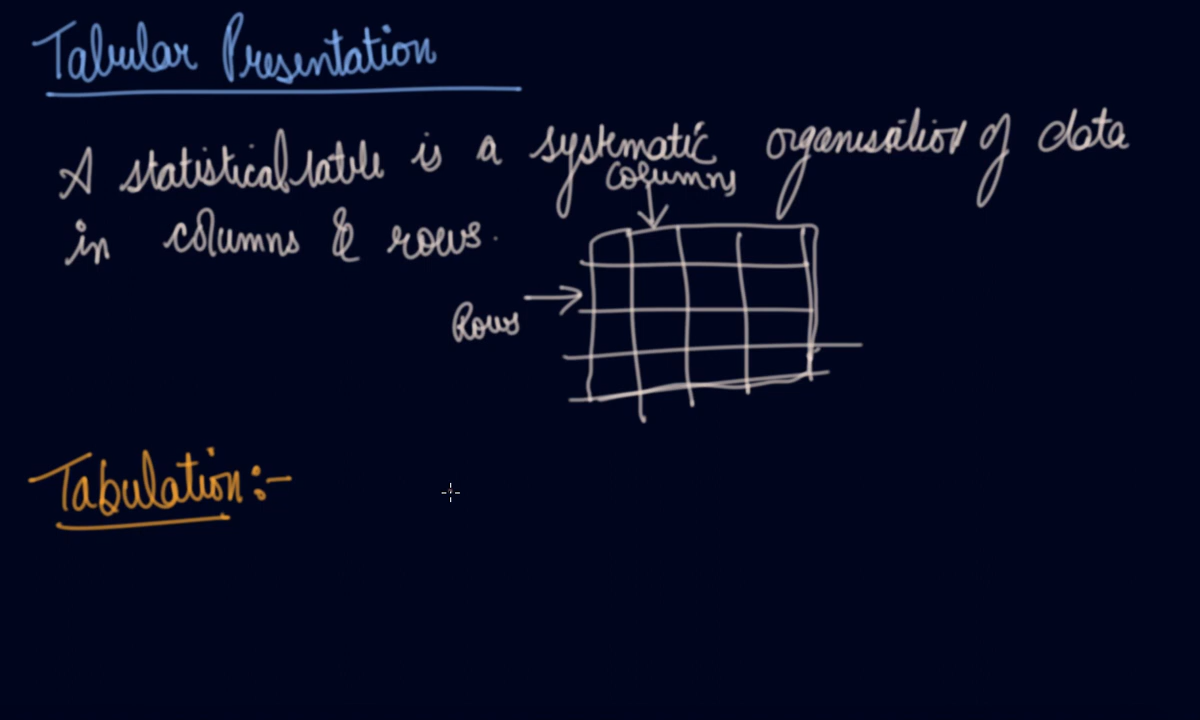 Tabular Presentation
A statistical table is a systematic organisation of data
columns
in columns & rows.
Rows
Tabulation:-